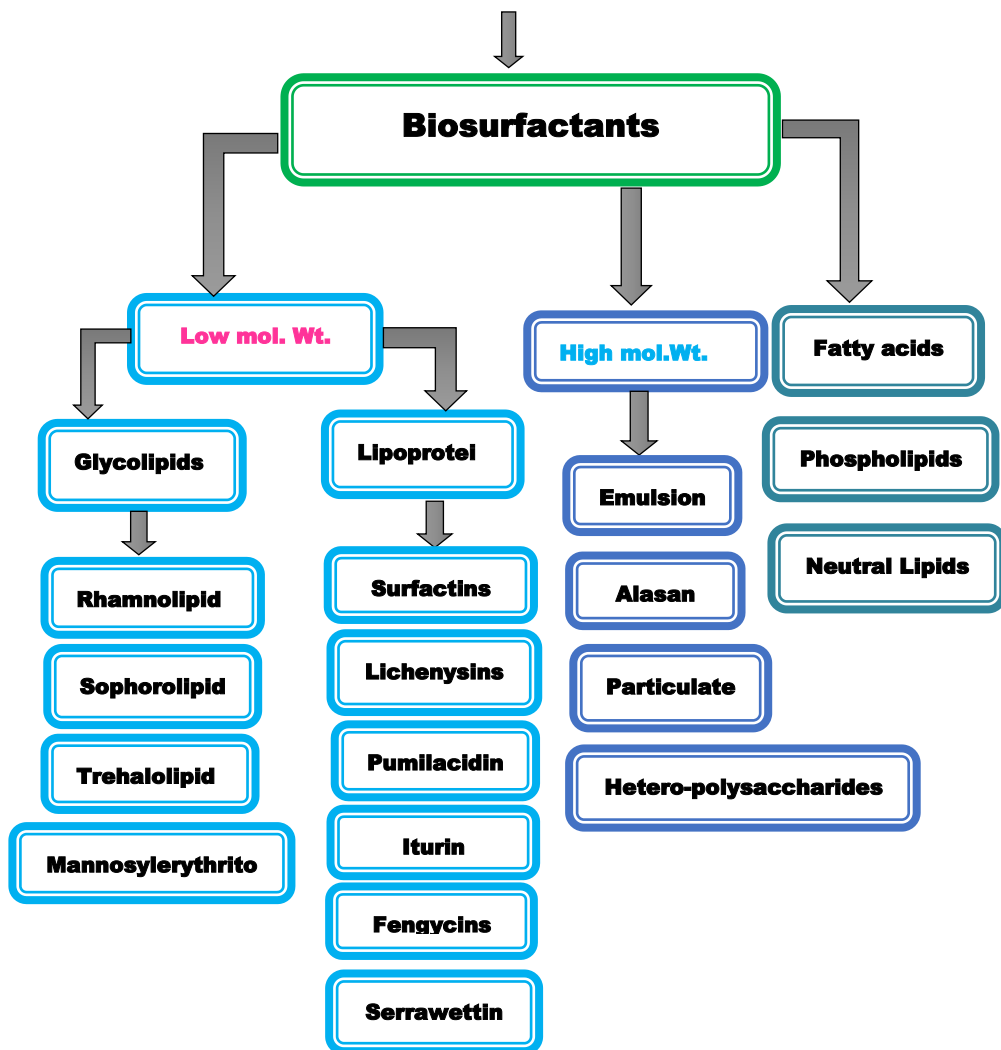 Biosurfactants
Low mol. Wt.
Glycolipids
Rhamnolipid
Sophorolipid
Trehalolipid
Mannosylerythrito
Lipoprotei
Surfactins
Lichenysins
Pumilacidin
Iturin
Fengycins
Serrawettin
High mol.Wt.
Emulsion
Alasan
Particulate
Hetero-polysaccharides
Fatty acids
Phospholipids
Neutral Lipids